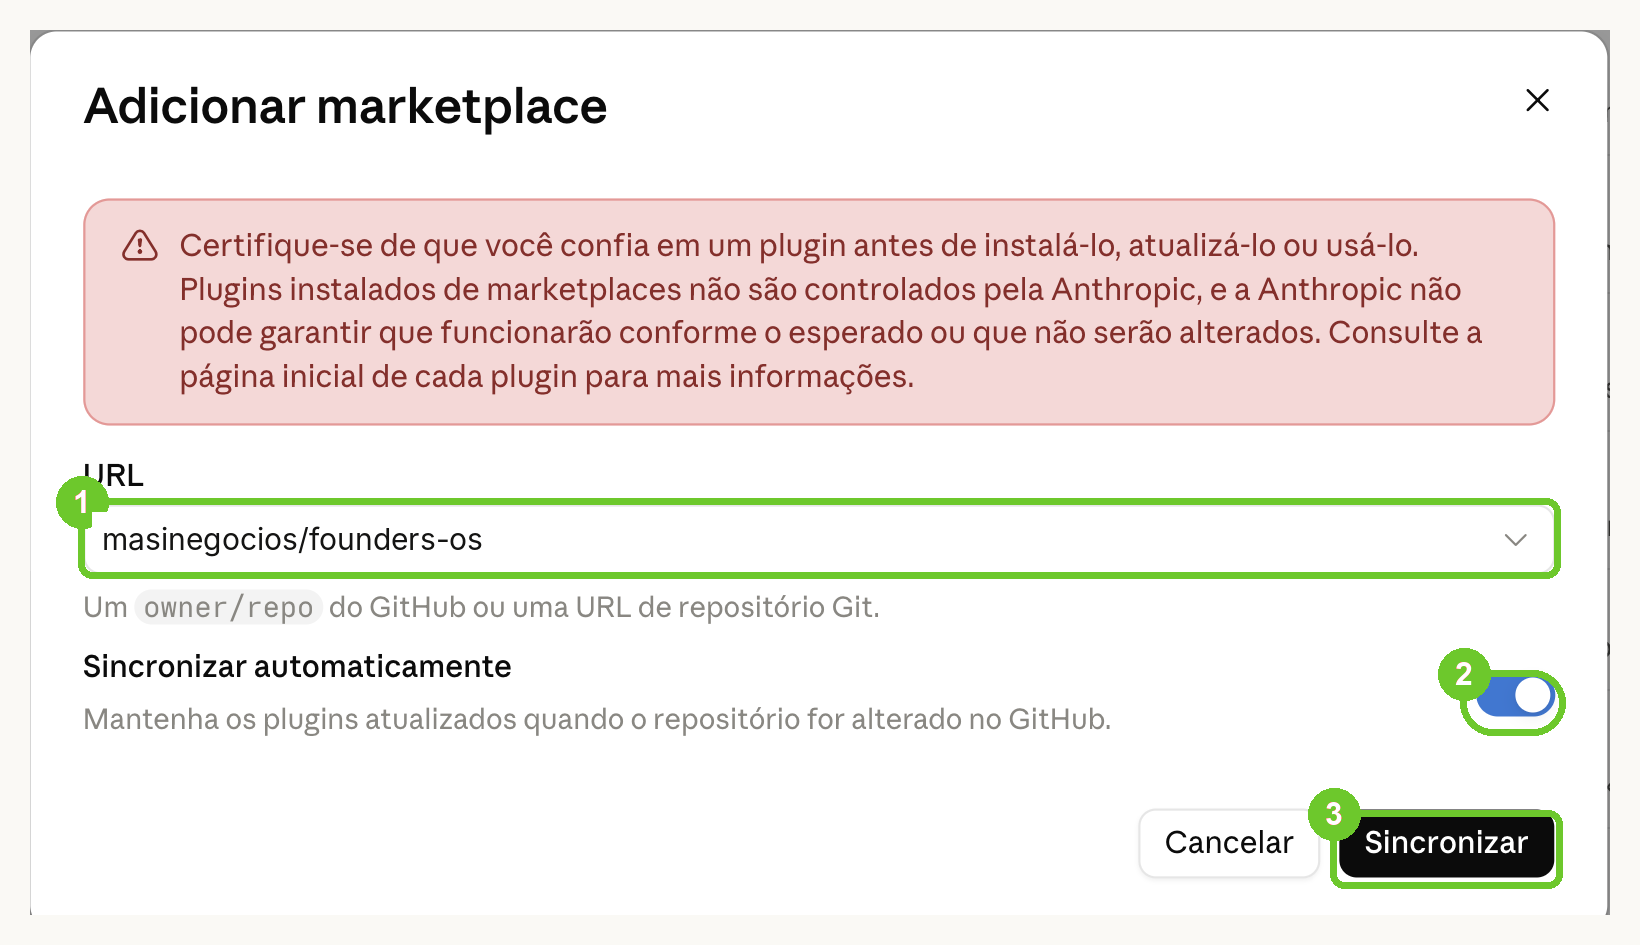 Adicionar marketplace
Certifique-se de que você confia em um plugin antes de instalá-lo, atualizá-lo ou usá-lo.
Plugins instalados de marketplaces não são controlados pela Anthropic, e a Anthropic não
pode garantir que funcionarão conforme o esperado ou que não serão alterados. Consulte a
página inicial de cada plugin para mais informações.
URL
1
masinegocios/founders-os
Um owner/repo do GitHub ou uma URL de repositório Git.
Sincronizar automaticamente
2
Mantenha os plugins atualizados quando o repositório for alterado no GitHub.
Cancelar
3
Sincronizar